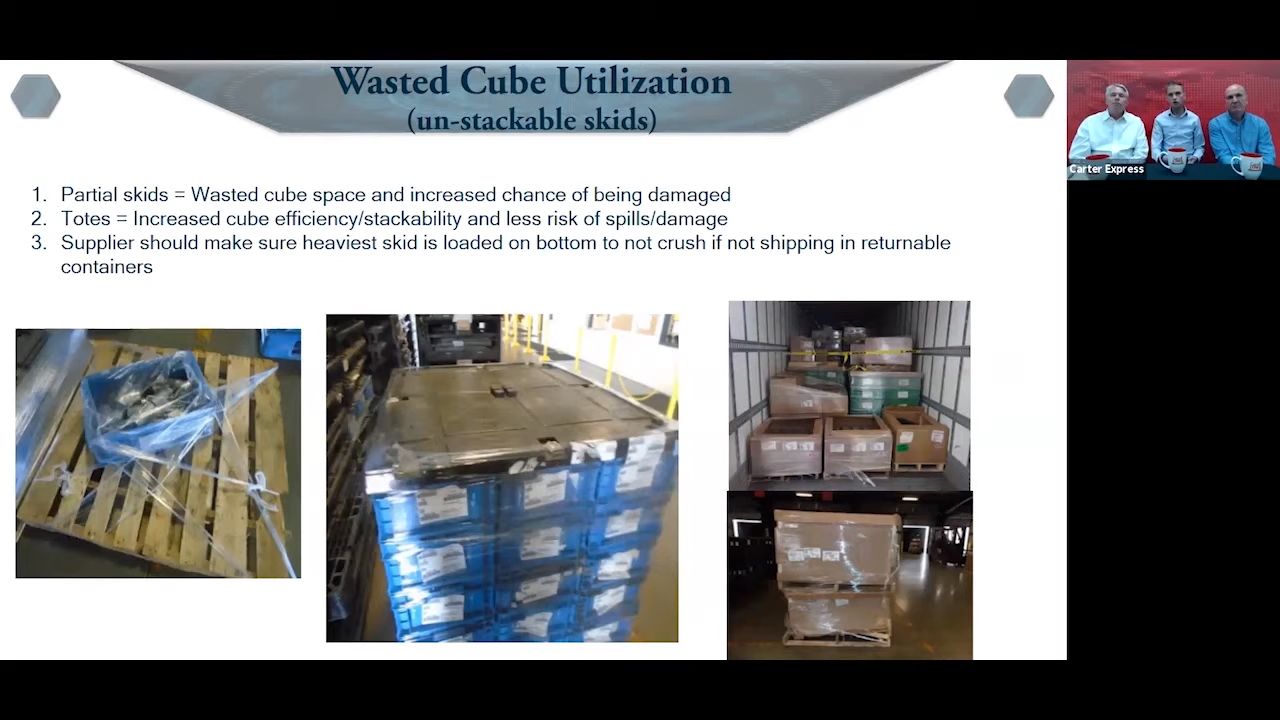 Wasted Cube Utilization
(un-stackable skids)
1. Partial skids = Wasted cube space and increased chance of being damaged
2. Totes = Increased cube efficiency/stackability and less risk of spills/damage
3. Supplier should make sure heaviest skid is loaded on bottom to not crush if not shipping in returnable
containers
Carter Express